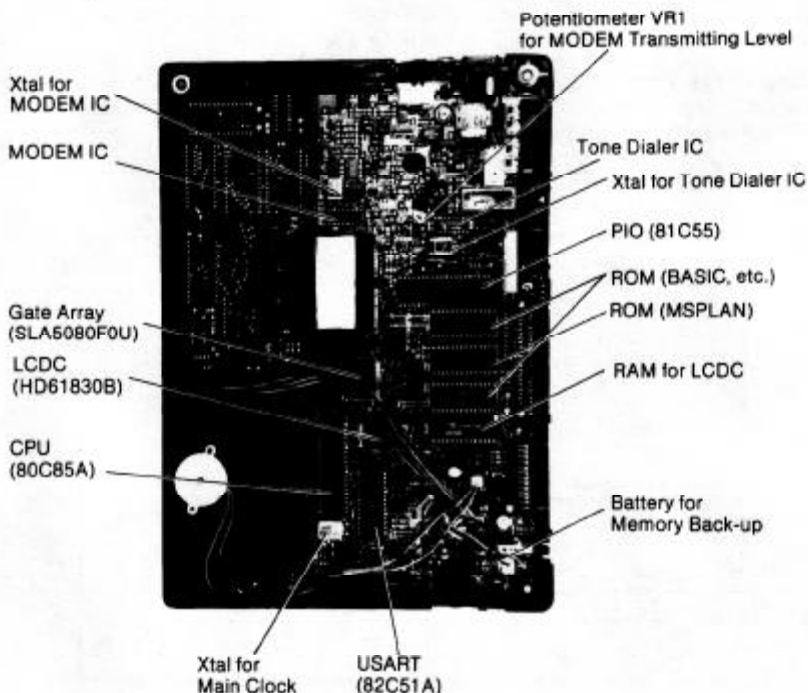 Potentiometer VR1
for MODEM Transmitting Level
Xtal for
MODEM IC
MODEM IC
Tone Dialer IC
Xtal for Tone Dialer IC
PIO (81C55)
ROM (BASIC, etc.)
ROM (MSPLAN)
Gate Array
(SLA5080F0U)
LCDC
(HD61830B)
RAM for LCDC
CPU
(80C85A)
Battery for
Memory Back-up
Xtal for
Main Clock
USART
(82C51A)